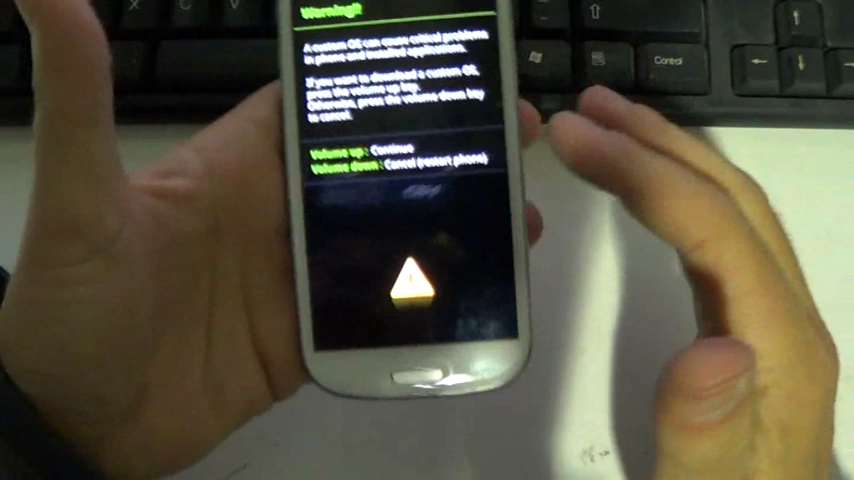 X
C
V
Warning!!
A custom OS can cause critical problems
in phone and installed applications.
If you want to download a custom OS,
press the volume up key.
Otherwise, press the volume down key
to cancel.
Volume up : Continue
Volume down : Cancel (restart phone)
Control